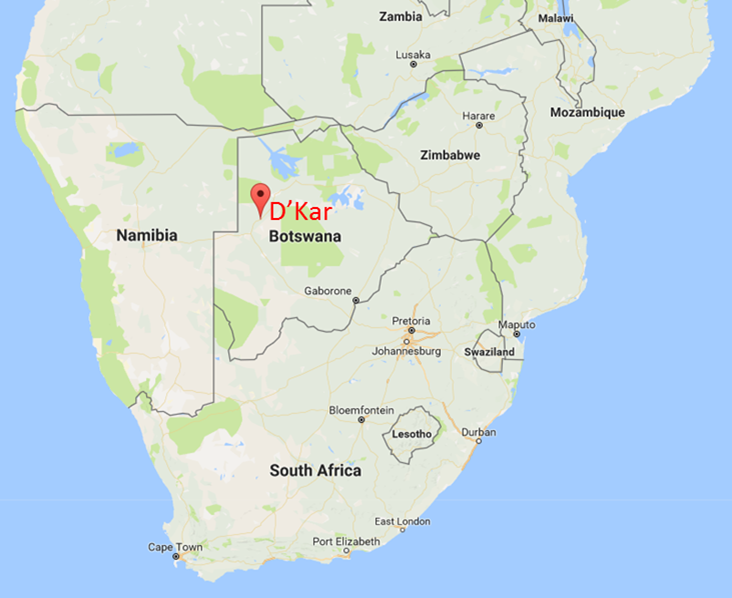 Zambia
Malawi
Lusaka
Mozambique
Harare
Zimbabwe
D’Kar
Namibia
Botswana
Gaborone
Pretoria
Maputo
Johannesburg
Swaziland
Bloemfontein
Lesotho
Durban
South Africa
East London
Port Elizabeth
Cape Town